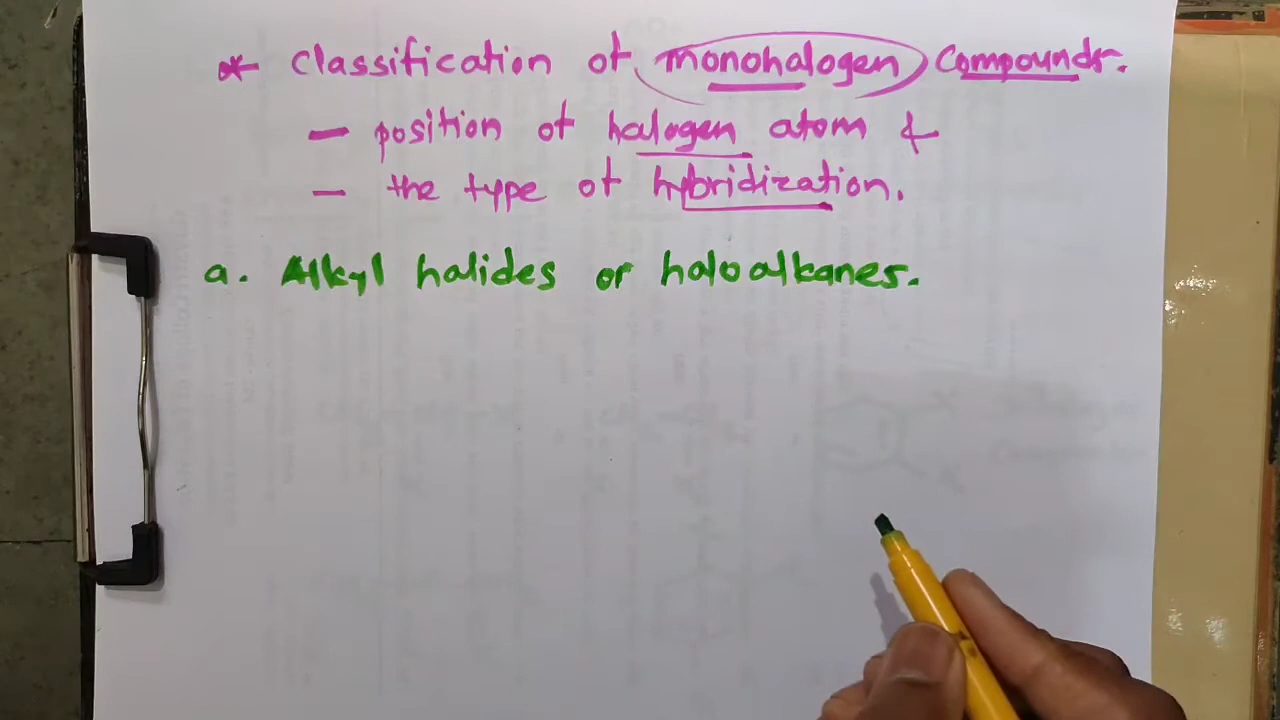 * classification of monohalogen compounds.
- position of halogen atom &
- the type of hybridization.
a. Alkyl halides or haloalkanes.